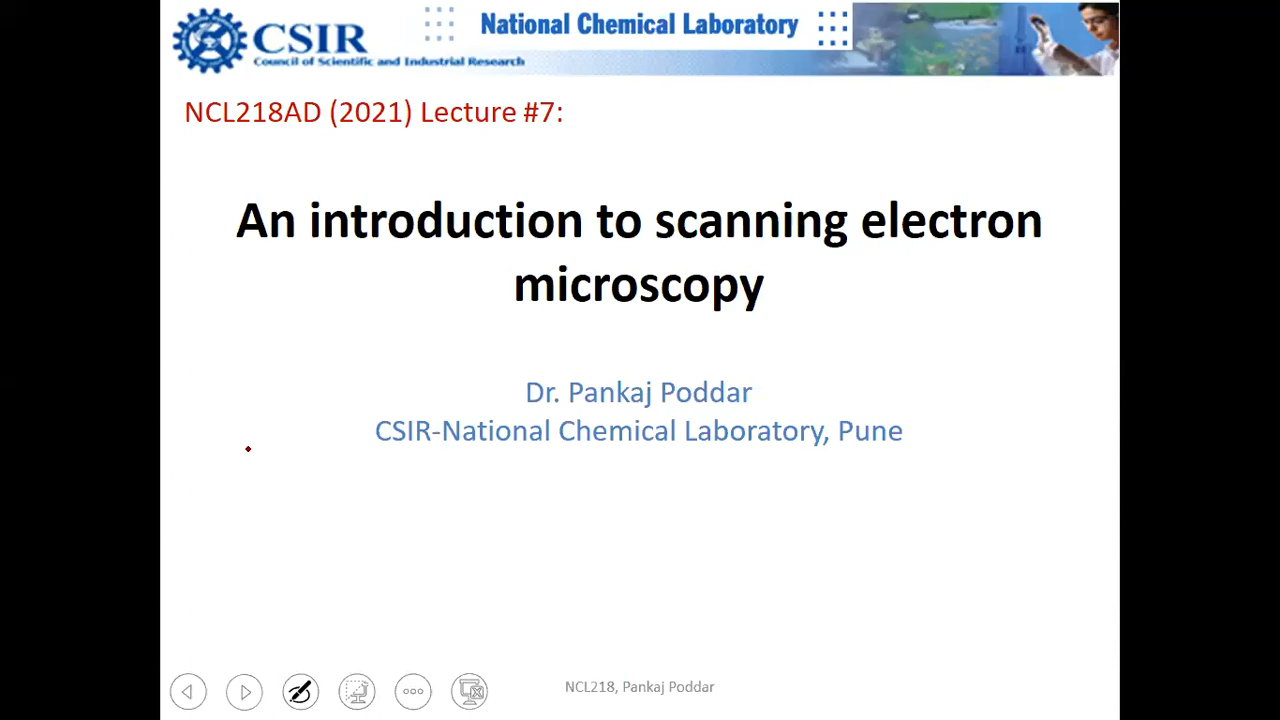 CSIR
Council of Scientific and Industrial Research
National Chemical Laboratory
NCL218AD (2021) Lecture #7:
An introduction to scanning electron
microscopy
Dr. Pankaj Poddar
CSIR-National Chemical Laboratory, Pune
NCL218, Pankaj Poddar